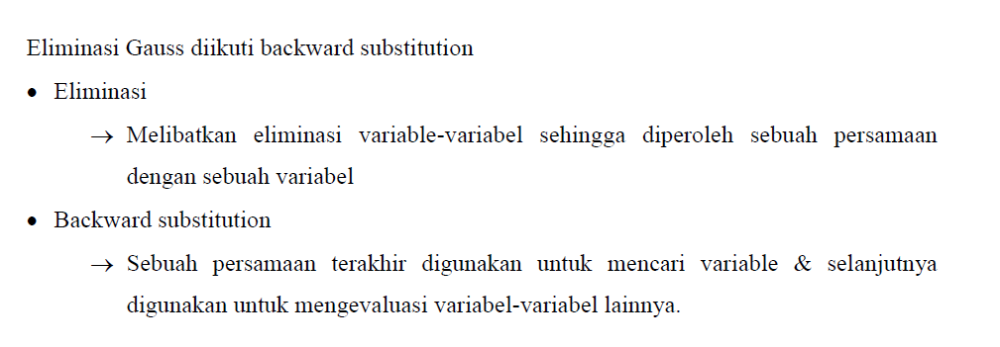 Eliminasi Gauss diikuti backward substitution
• Eliminasi
→ Melibatkan eliminasi variable-variabel sehingga diperoleh sebuah persamaan
dengan sebuah variabel
• Backward substitution
→ Sebuah persamaan terakhir digunakan untuk mencari variable & selanjutnya
digunakan untuk mengevaluasi variabel-variabel lainnya.